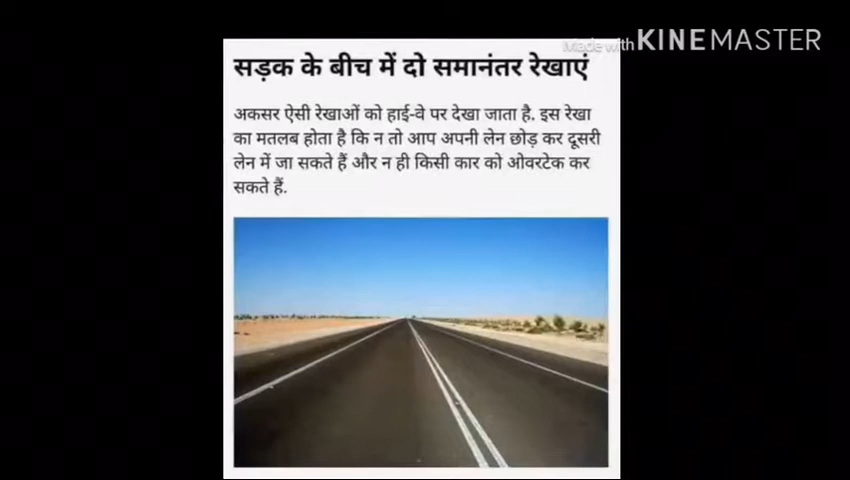 Made with KINEMASTER
सड़क के बीच में दो समानंतर रेखाएं
अकसर ऐसी रेखाओं को हाई-वे पर देखा जाता है. इस रेखा
का मतलब होता है कि न तो आप अपनी लेन छोड़ कर दूसरी
लेन में जा सकते हैं और न ही किसी कार को ओवरटेक कर
सकते हैं.